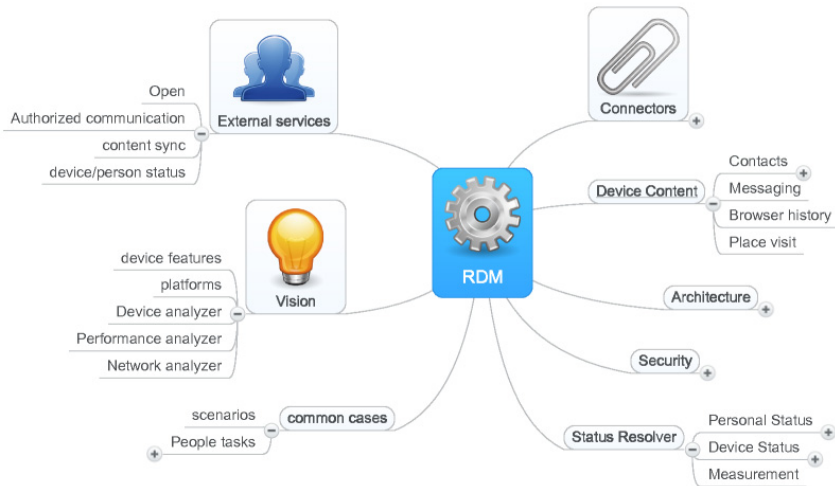 Open
Authorized communication
content sync
device/person status
External services
Connectors
Contacts
Device Content
Messaging
Browser history
Place visit
RDM
device features
platforms
Device analyzer
Performance analyzer
Network analyzer
Vision
Architecture
Security
scenarios
People tasks
common cases
Status Resolver
Personal Status
Device Status
Measurement